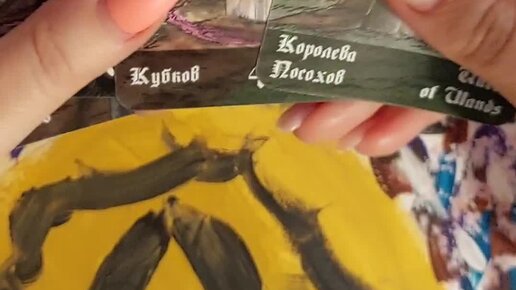 Кубков
Королева
Посохов
of Wands